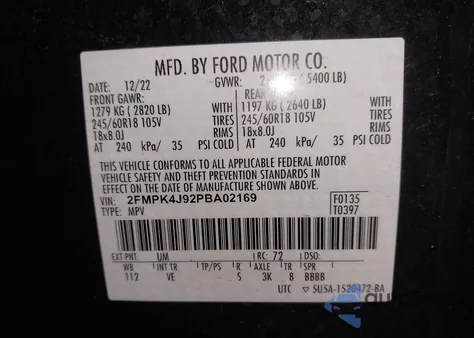 MFD. BY FORD MOTOR CO.
DATE: 12/22 GVWR: (5400 LB)
FRONT GAWR: REAR
1279 KG (2820 LB) WITH 1197 KG (2640 LB) WITH
245/60R18 105V TIRES 245/60R18 105V TIRES
18x8.0J RIMS 18x8.0J RIMS
AT 240 kPa/ 35 PSI COLD AT 240 kPa/ 35 PSI COLD
THIS VEHICLE CONFORMS TO ALL APPLICABLE FEDERAL MOTOR
VEHICLE SAFETY AND THEFT PREVENTION STANDARDS IN
EFFECT ON THE DATE OF MANUFACTURE SHOWN ABOVE.
VIN: 2FMPK4J92PBA02169 F0135
TYPE: MPV T0397
EXT PNT: UM RC: 72 DSO:
WB INT TR TP/PS R AXLE TR SPR
112 VE S 3K 8 BBBB
UTC ▽ 5U5A-1520472-BA